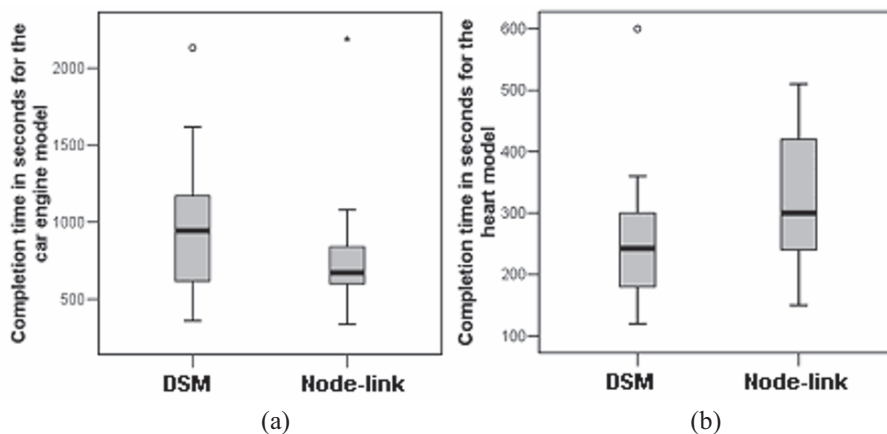 Completion time in seconds for the
car engine model
2000
1500
1000
500
DSM
Node-link
(a)
Completion time in seconds for the
heart model
600
500
400
300
200
100
DSM
Node-link
(b)